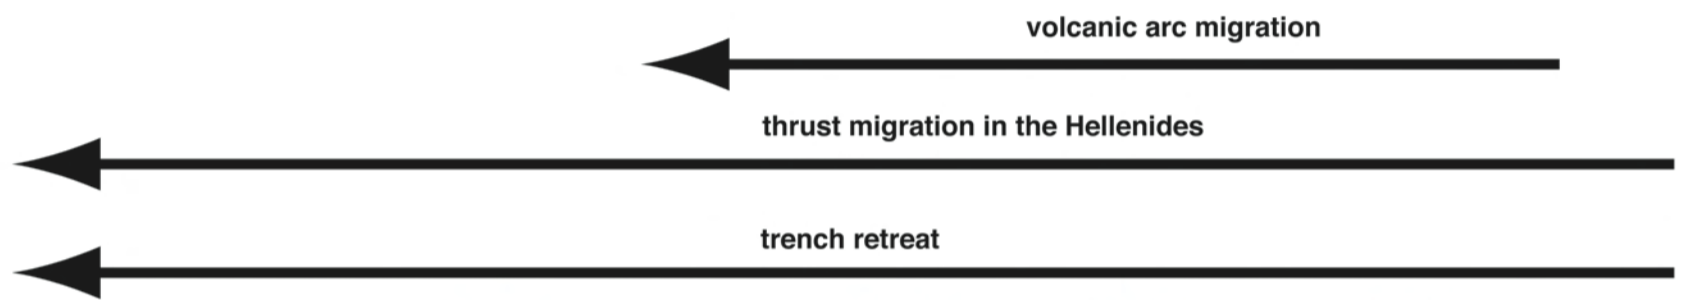 volcanic arc migration
thrust migration in the Hellenides
trench retreat